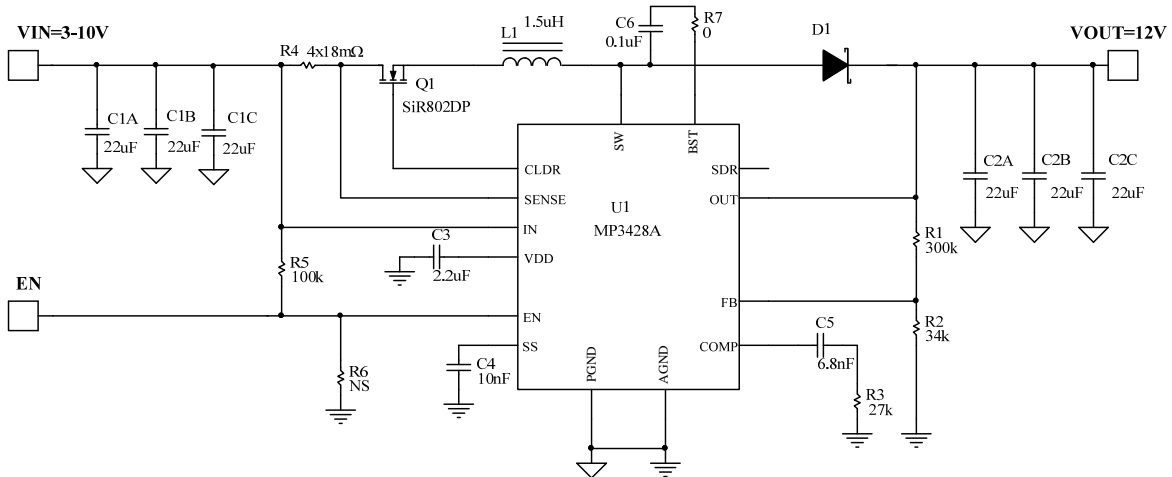 VIN=3-10V
R4 4x18mΩ
L1
1.5uH
C6
0.1uF
R7
0
D1
VOUT=12V
Q1
SiR802DP
C1A
22uF
C1B
22uF
C1C
22uF
C2A
22uF
C2B
22uF
C2C
22uF
SW
BST
CLDR
SDR
SENSE
OUT
U1
MP3428A
IN
R1
300k
C3
2.2uF
VDD
R5
100k
EN
FB
R2
34k
EN
C5
6.8nF
SS
COMP
C4
10nF
PGND
AGND
R6
NS
R3
27k